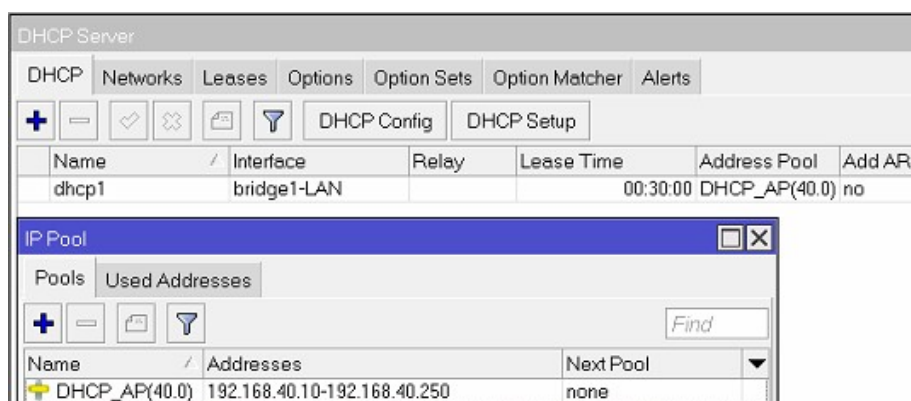 DHCP Server
DHCP Networks Leases Options Option Sets Option Matcher Alerts
DHCP Config DHCP Setup
Name Interface Relay Lease Time Address Pool Add AR
dhcp1 bridge1-LAN 00:30:00 DHCP_AP(40.0) no
IP Pool
Pools Used Addresses
Find
Name Addresses Next Pool
DHCP_AP(40.0) 192.168.40.10-192.168.40.250 none